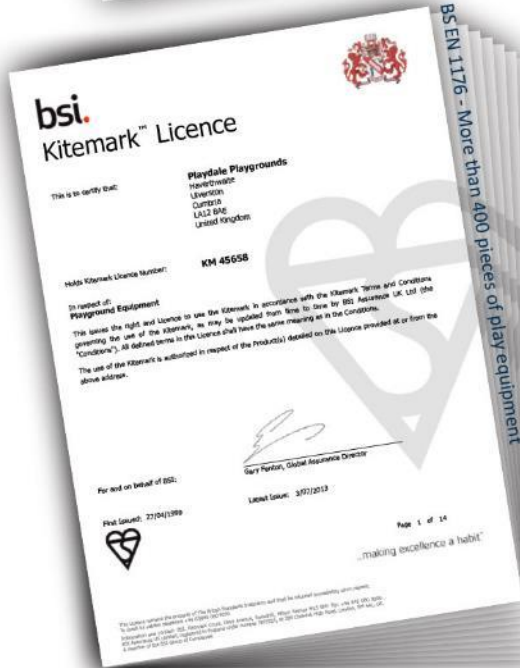 bsi.
Kitemark™ Licence
This is to certify that:
Playdale Playgrounds
Haverthwaite
Ulverston
Cumbria
LA12 8AE
United Kingdom
Holds Kitemark Licence Number:
KM 45658
In respect of:
Playground Equipment
This issues the right and Licence to use the Kitemark in accordance with the Kitemark Terms and Conditions
governing the use of the Kitemark, as may be updated from time to time by BSI Assurance UK Ltd (the
"Conditions"). All defined terms in this Licence shall have the same meaning as in the Conditions.
The use of the Kitemark is authorized in respect of the Product(s) detailed on this Licence provided at or from the
above address.
For and on behalf of BSI:
Gary Fenton, Global Assurance Director
First Issued: 27/04/1999
Latest Issue: 3/07/2013
Page 1 of 14
...making excellence a habit™
BS EN 1176 - More than 400 pieces of play equipment